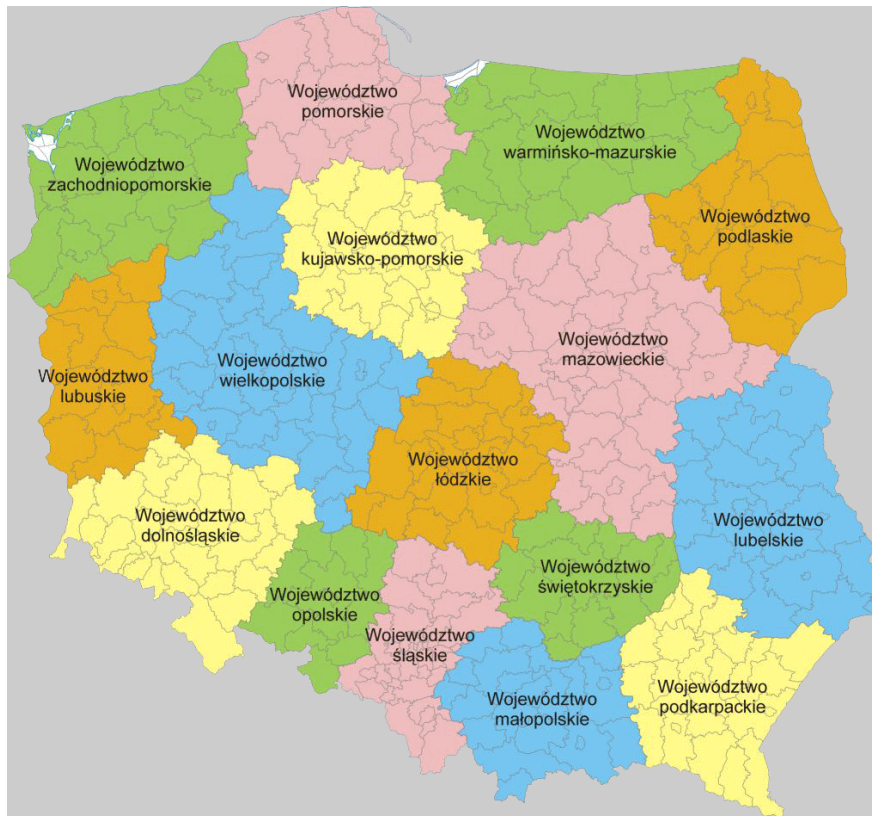 Województwo
pomorskie
Województwo
warmińsko-mazurskie
Województwo
zachodniopomorskie
Województwo
podlaskie
Województwo
kujawsko-pomorskie
Województwo
mazowieckie
Województwo
wielkopolskie
Województwo
lubuskie
Województwo
łódzkie
Województwo
dolnośląskie
Województwo
lubelskie
Województwo
świętokrzyskie
Województwo
opolskie
Województwo
śląskie
Województwo
małopolskie
Województwo
podkarpackie